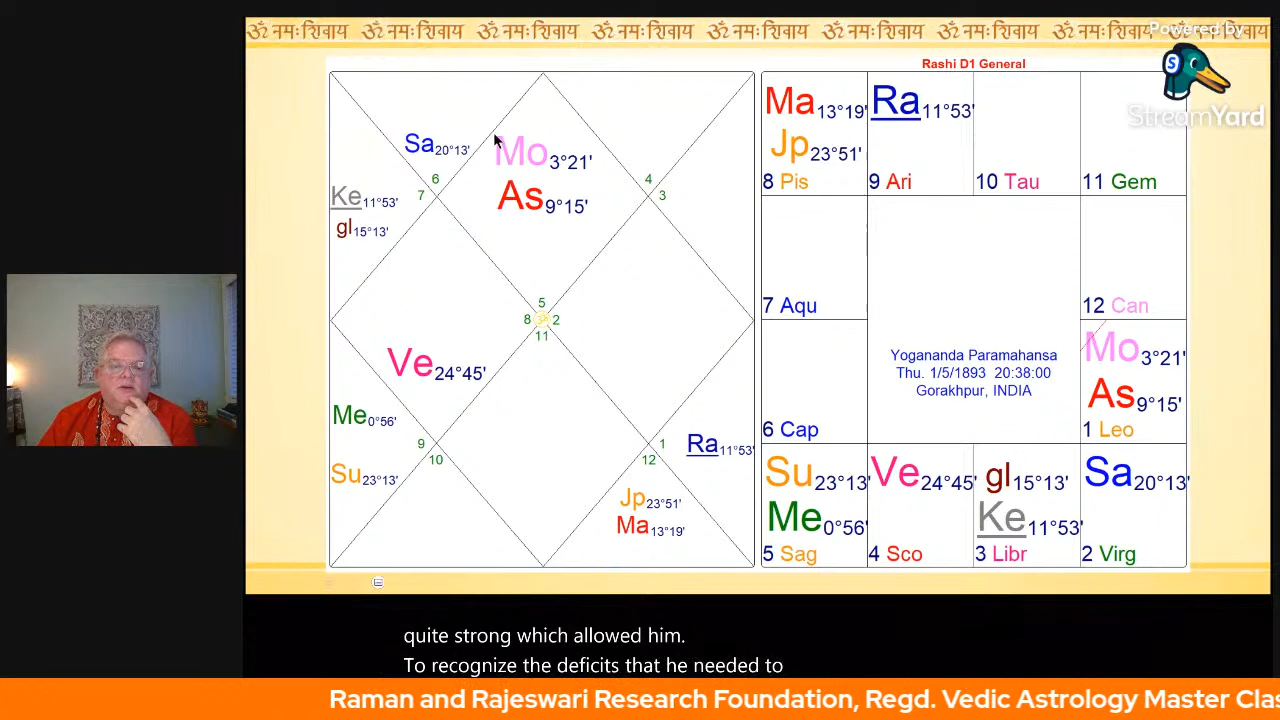 ॐ नमः शिवाय ॐ नमः शिवाय ॐ नमः शिवाय ॐ नमः शिवाय ॐ नमः शिवाय ॐ नमः शिवाय ॐ नमः शिवाय ॐ नमः शिवाय ॐ नमः शिवाय
Powered by
StreamYard
Rashi D1 General
Sa 20°13'
Mo 3°21'
As 9°15'
6
7
4
3
Ke 11°53'
gl 15°13'
5
8 ॐ 2
11
Ve 24°45'
Me 0°56'
Su 23°13'
9
10
1
12
Ra 11°53'
Jp 23°51'
Ma 13°19'
Ma 13°19'
Jp 23°51'
8 Pis
Ra 11°53'
9 Ari
10 Tau
11 Gem
7 Aqu
12 Can
Yogananda Paramahansa
Thu. 1/5/1893 20:38:00
Gorakhpur, INDIA
6 Cap
Mo 3°21'
As 9°15'
1 Leo
Su 23°13'
Me 0°56'
5 Sag
Ve 24°45'
4 Sco
gl 15°13'
Ke 11°53'
3 Libr
Sa 20°13'
2 Virg
quite strong which allowed him.
To recognize the deficits that he needed to
Raman and Rajeswari Research Foundation, Regd. Vedic Astrology Master Clas